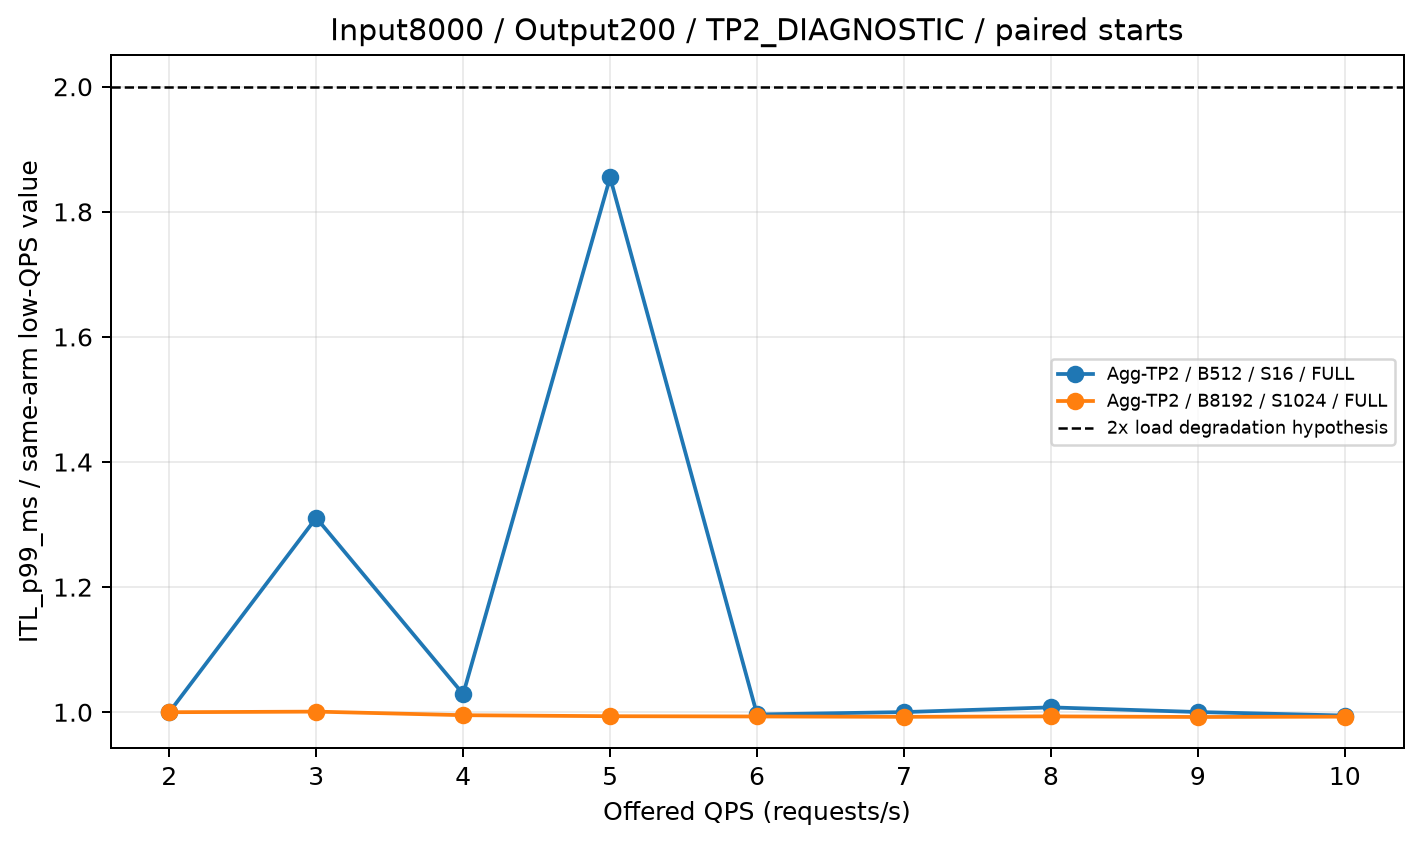 Input8000 / Output200 / TP2_DIAGNOSTIC / paired starts
ITL_p99_ms / same-arm low-QPS value
2.0
1.8
1.6
1.4
1.2
1.0
Agg-TP2 / B512 / S16 / FULL
Agg-TP2 / B8192 / S1024 / FULL
2x load degradation hypothesis
2 3 4 5 6 7 8 9 10
Offered QPS (requests/s)